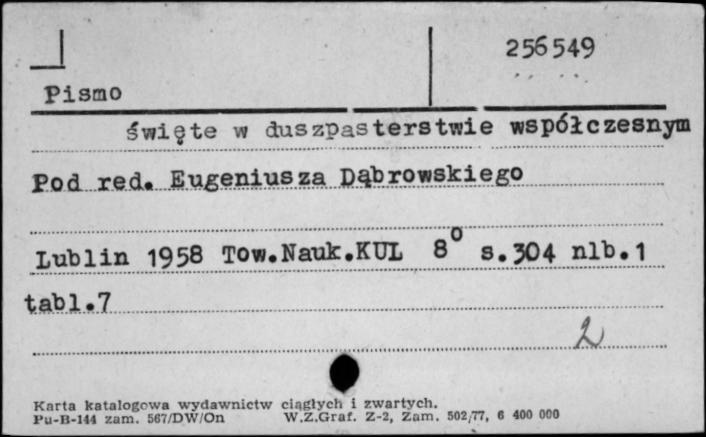 256549
Pismo
święte w duszpasterstwie współczesnym
Pod red. Eugeniusza Dąbrowskiego
Lublin 1958 Tow.Nauk.KUL 8° s.304 nlb.1
tabl.7
2
Karta katalogowa wydawnictw ciągłych i zwartych.
Pu-B-144 zam. 567/DW/On W.Z.Graf. Z-2, Zam. 502/77, 6 400 000